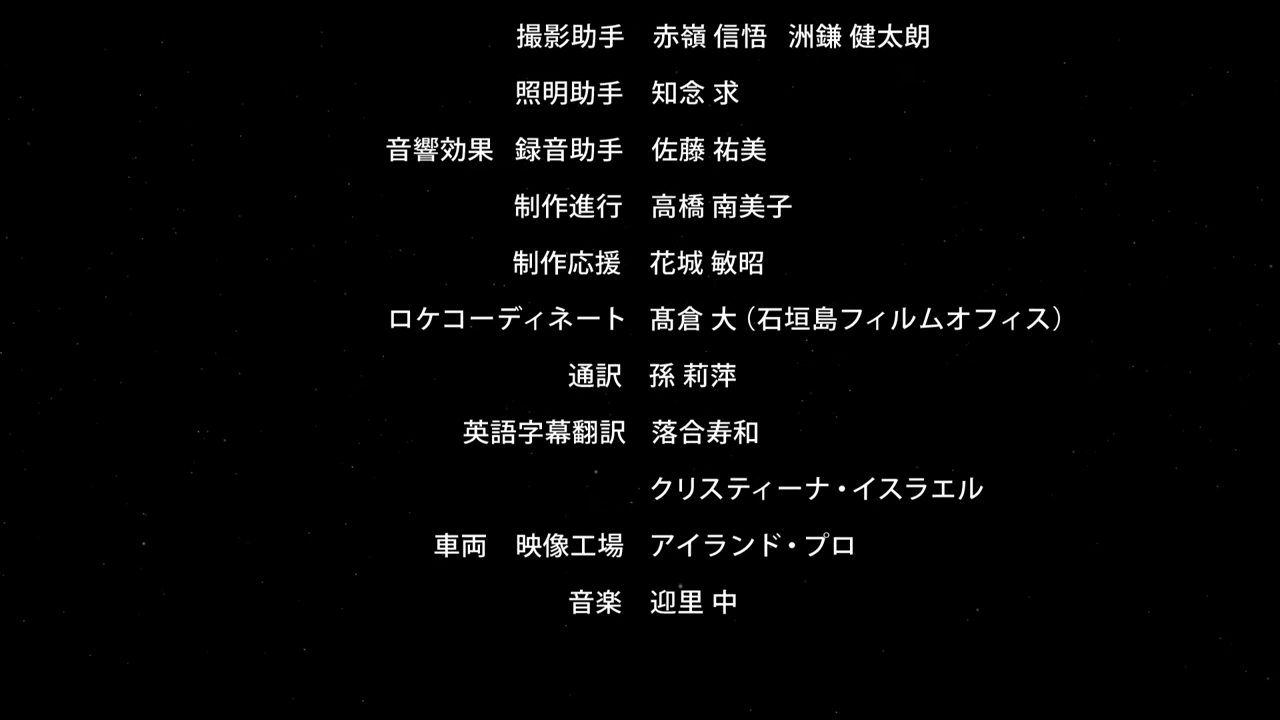 撮影助手 赤嶺 信悟 洲鎌 健太朗
照明助手 知念 求
音響効果 録音助手 佐藤 祐美
制作進行 高橋 南美子
制作応援 花城 敏昭
ロケコーディネート 髙倉 大（石垣島フィルムオフィス）
通訳 孫 莉萍
英語字幕翻訳 落合寿和
クリスティーナ・イスラエル
車両 映像工場 アイランド・プロ
音楽 迎里 中